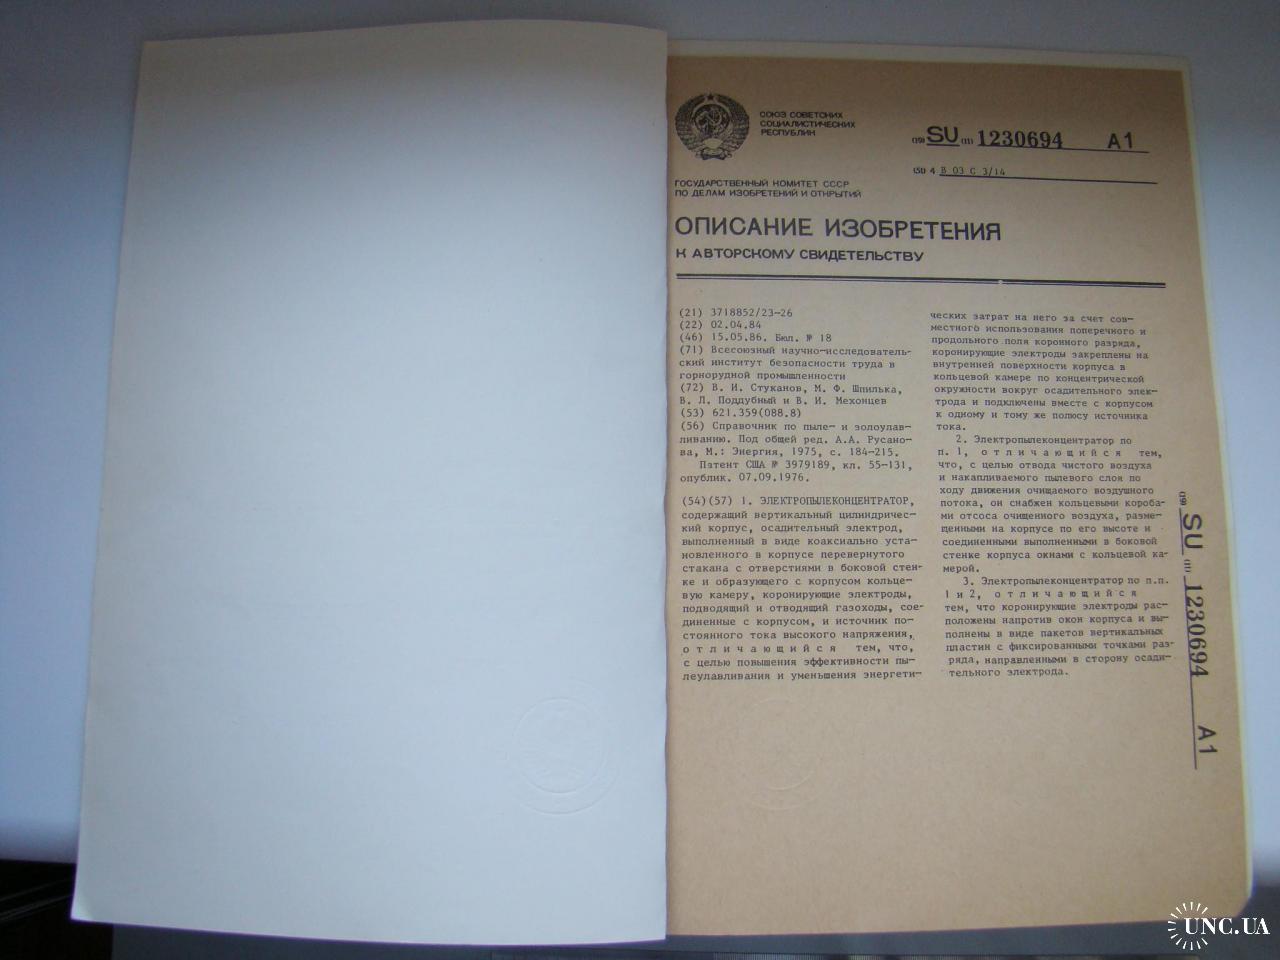 СОЮЗ СОВЕТСКИХ
СОЦИАЛИСТИЧЕСКИХ
РЕСПУБЛИК
(19) SU (11) 1230694 A1
(51) 4 B 03 C 3/14
ГОСУДАРСТВЕННЫЙ КОМИТЕТ СССР
ПО ДЕЛАМ ИЗОБРЕТЕНИЙ И ОТКРЫТИЙ
ОПИСАНИЕ ИЗОБРЕТЕНИЯ
К АВТОРСКОМУ СВИДЕТЕЛЬСТВУ
(21) 3718852/23-26
(22) 02.04.84
(46) 15.05.86. Бюл. № 18
(71) Всесоюзный научно-исследователь-
ский институт безопасности труда в
горнорудной промышленности
(72) В. И. Стуканов, М. Ф. Шпилька,
В. Л. Поддубный и В. И. Мехонцев
(53) 621.359(088.8)
(56) Справочник по пыле- и золоулав-
ливанию. Под общей ред. А.А. Русано-
ва, М.: Энергия, 1975, с. 184-215.
Патент США № 3979189, кл. 55-131,
опублик. 07.09.1976.
(54)(57) 1. ЭЛЕКТРОПЫЛЕКОНЦЕНТРАТОР,
содержащий вертикальный цилиндричес-
кий корпус, осадительный электрод,
выполненный в виде коаксиально уста-
новленного в корпусе перевернутого
стакана с отверстиями в боковой стен-
ке и образующего с корпусом кольце-
вую камеру, коронирующие электроды,
подводящий и отводящий газоходы, сое-
диненные с корпусом, и источник по-
стоянного тока высокого напряжения,
о т л и ч а ю щ и й с я тем, что,
с целью повышения эффективности пы-
леулавливания и уменьшения энергети-
ческих затрат на него за счет сов-
местного использования поперечного и
продольного поля коронного разряда,
коронирующие электроды закреплены на
внутренней поверхности корпуса в
кольцевой камере по концентрической
окружности вокруг осадительного элек-
трода и подключены вместе с корпусом
к одному и тому же полюсу источника
тока.
2. Электропылеконцентратор по
п. 1, о т л и ч а ю щ и й с я тем,
что, с целью отвода чистого воздуха
и накапливаемого пылевого слоя по
ходу движения очищаемого воздушного
потока, он снабжен кольцевыми короба-
ми отсоса очищенного воздуха, разме-
щенными на корпусе по его высоте и
соединенными выполненными в боковой
стенке корпуса окнами с кольцевой ка-
мерой.
3. Электропылеконцентратор по п.п.
1 и 2, о т л и ч а ю щ и й с я
тем, что коронирующие электроды рас-
положены напротив окон корпуса и вы-
полнены в виде пакетов вертикальных
пластин с фиксированными точками раз-
ряда, направленными в сторону осади-
тельного электрода.
(19) SU (11) 1230694 A1
UNC.UA